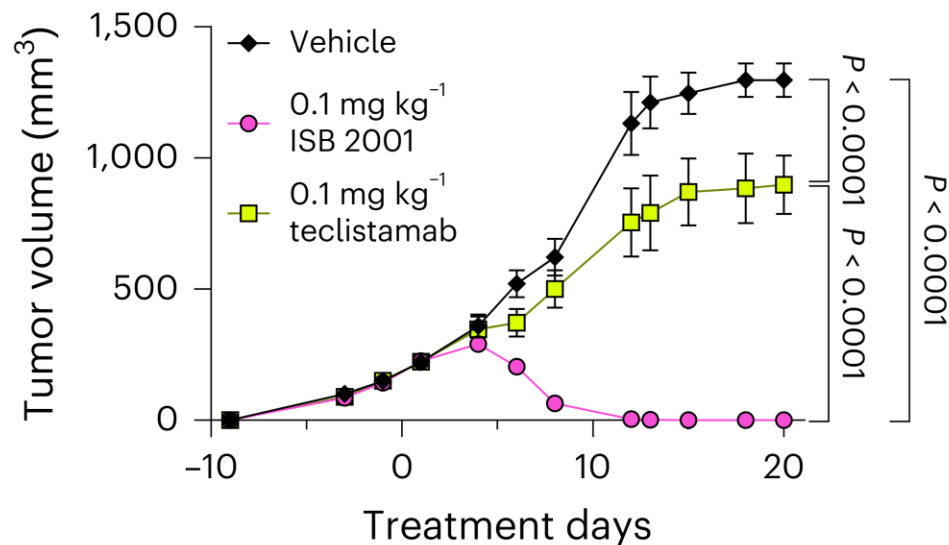 Tumor volume (mm³)
1,500
1,000
500
0
Vehicle
0.1 mg kg⁻¹
ISB 2001
0.1 mg kg⁻¹
teclistamab
P < 0.0001
P < 0.0001
P < 0.0001
–10
0
10
20
Treatment days